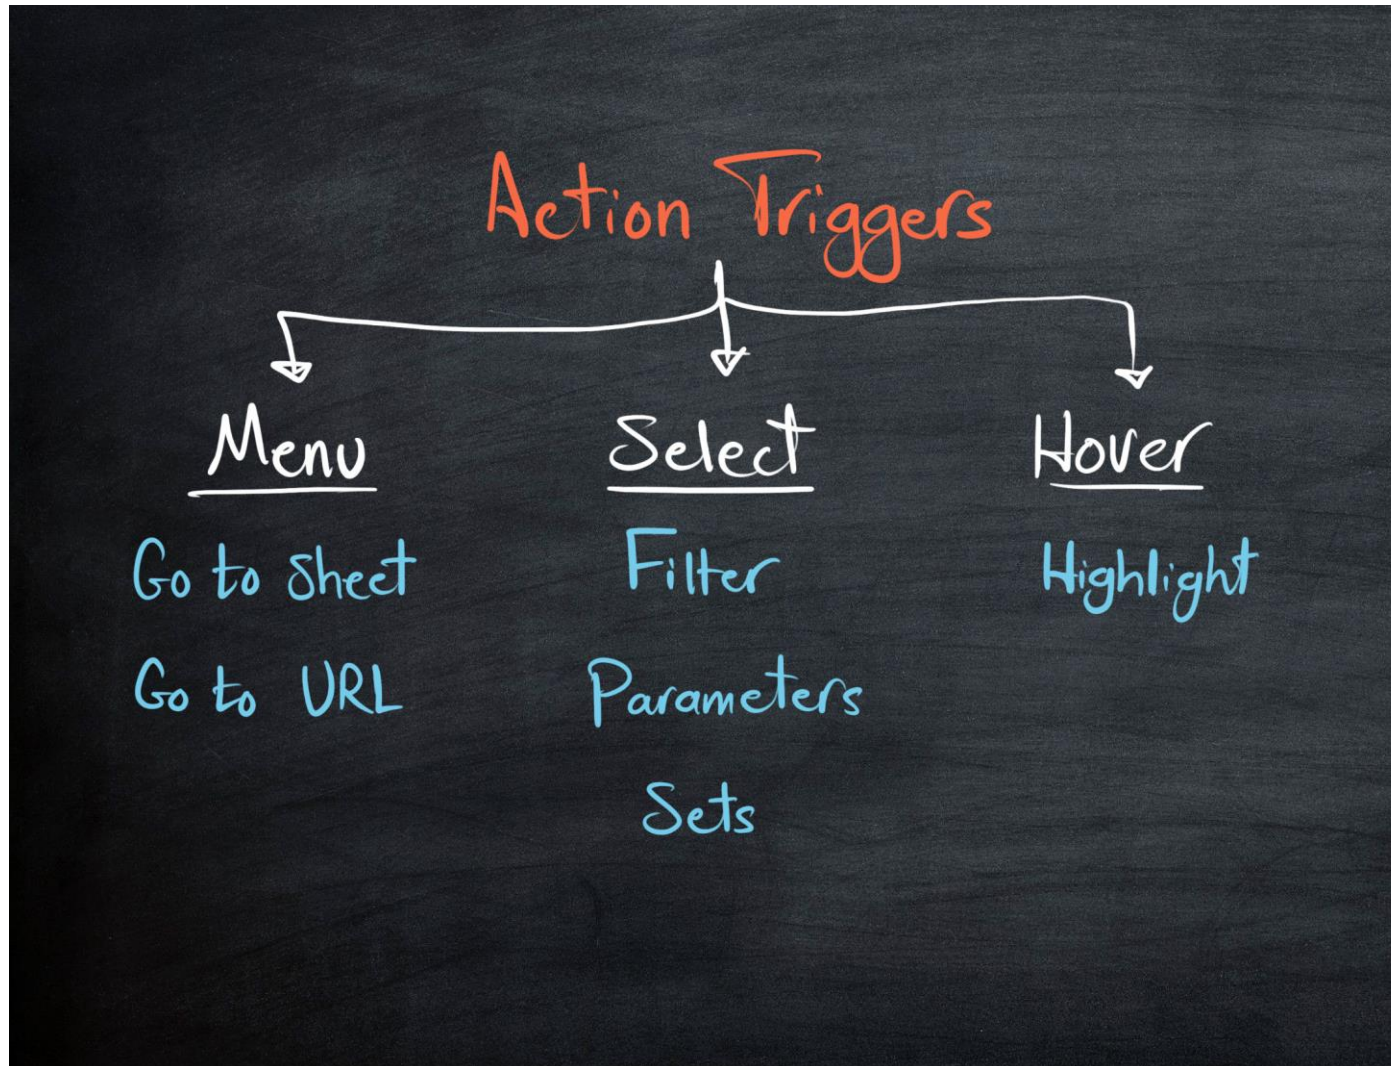 Action Triggers
Menu
Select
Hover
Go to Sheet
Filter
Highlight
Go to URL
Parameters
Sets